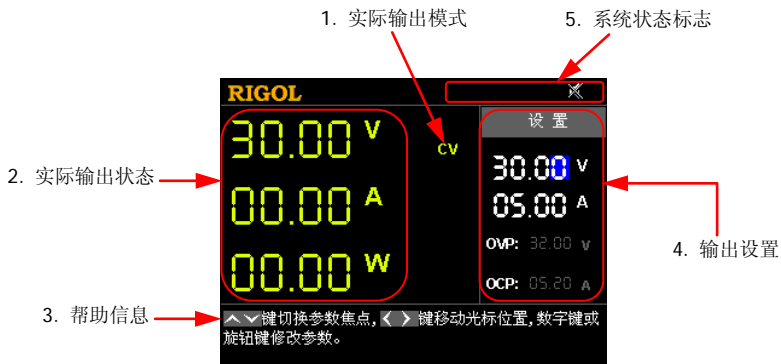 1. 实际输出模式
5. 系统状态标志
RIGOL
设 置
30.00 V
CV
30.00 V
2. 实际输出状态
00.00 A
05.00 A
OVP: 32.00 V
4. 输出设置
00.00 W
OCP: 05.20 A
3. 帮助信息
键切换参数焦点, 键移动光标位置,数字键或
旋钮键修改参数。